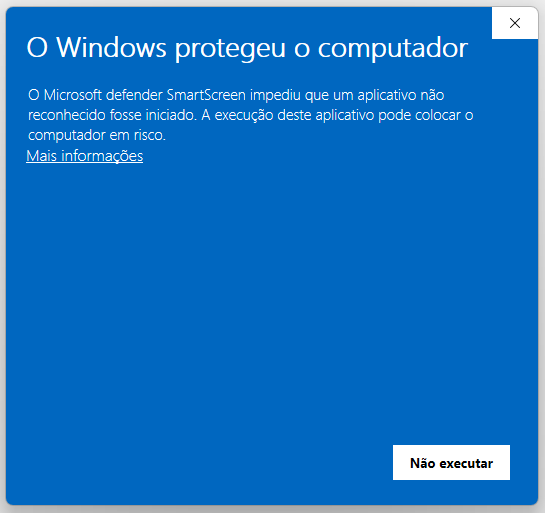 O Windows protegeu o computador
O Microsoft defender SmartScreen impediu que um aplicativo não
reconhecido fosse iniciado. A execução deste aplicativo pode colocar o
computador em risco.
Mais informações
Não executar